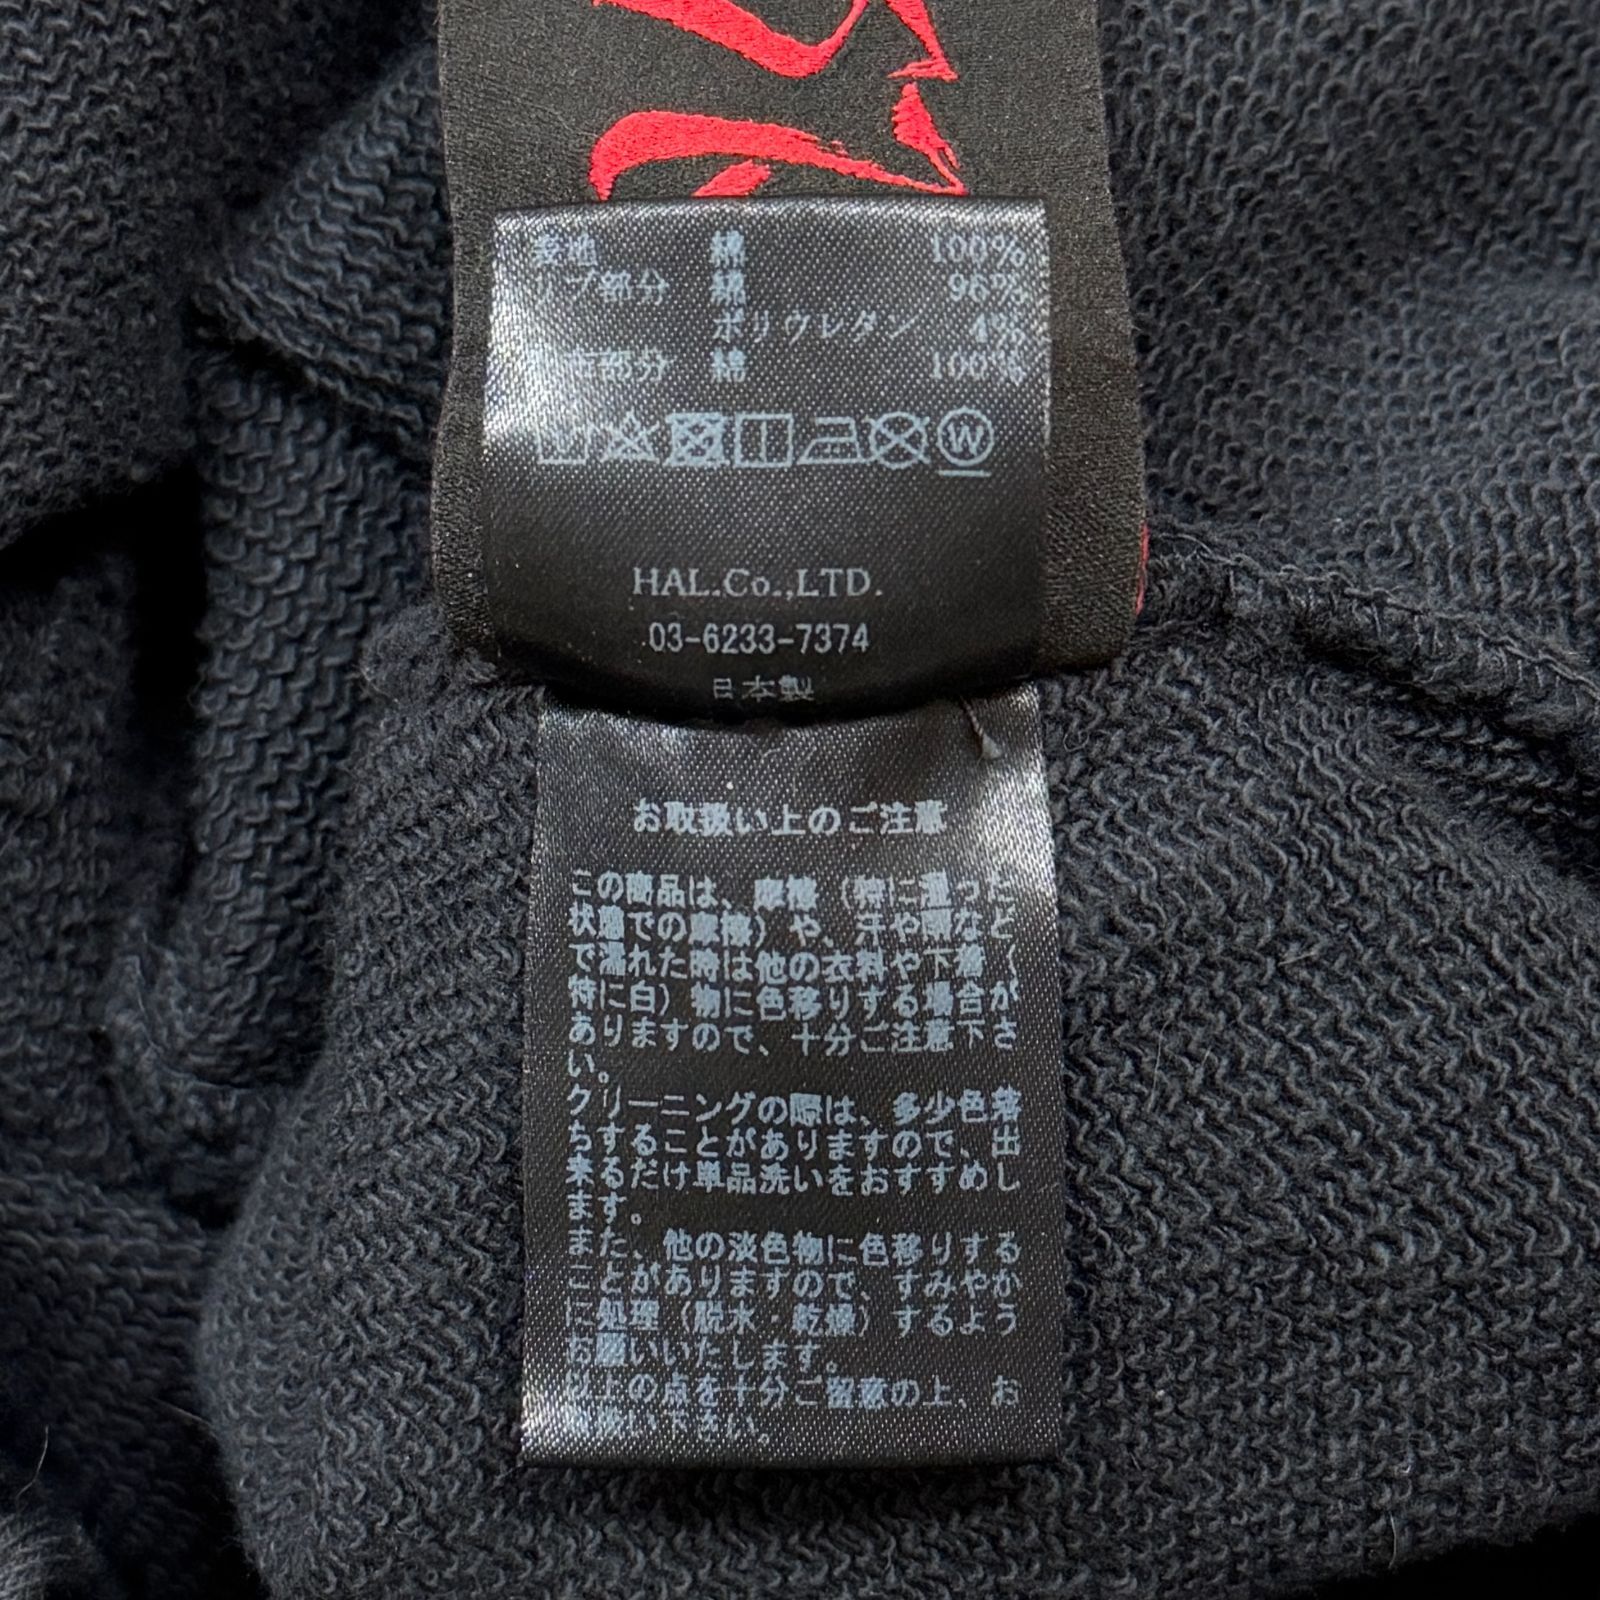 表地 綿 100%
リブ部分 綿 96%
ポリウレタン 4%
部分 綿 100%
W
HAL.Co.,LTD.
03-6233-7374
日本製
お取扱い上のご注意
この商品は、摩擦(特に湿った
状態での摩擦)や、汗や雨など
で濡れた時は他の衣料や下着(
特に白)物に色移りする場合が
ありますので、十分ご注意下さ
い。
クリーニングの際は、多少色落
ちすることがありますので、出
来るだけ単品洗いをおすすめし
ます。
また、他の淡色物に色移りする
ことがありますので、すみやか
に処理(脱水・乾燥)するよう
お願いいたします。
以上の点を十分ご留意の上、お
取扱い下さい。